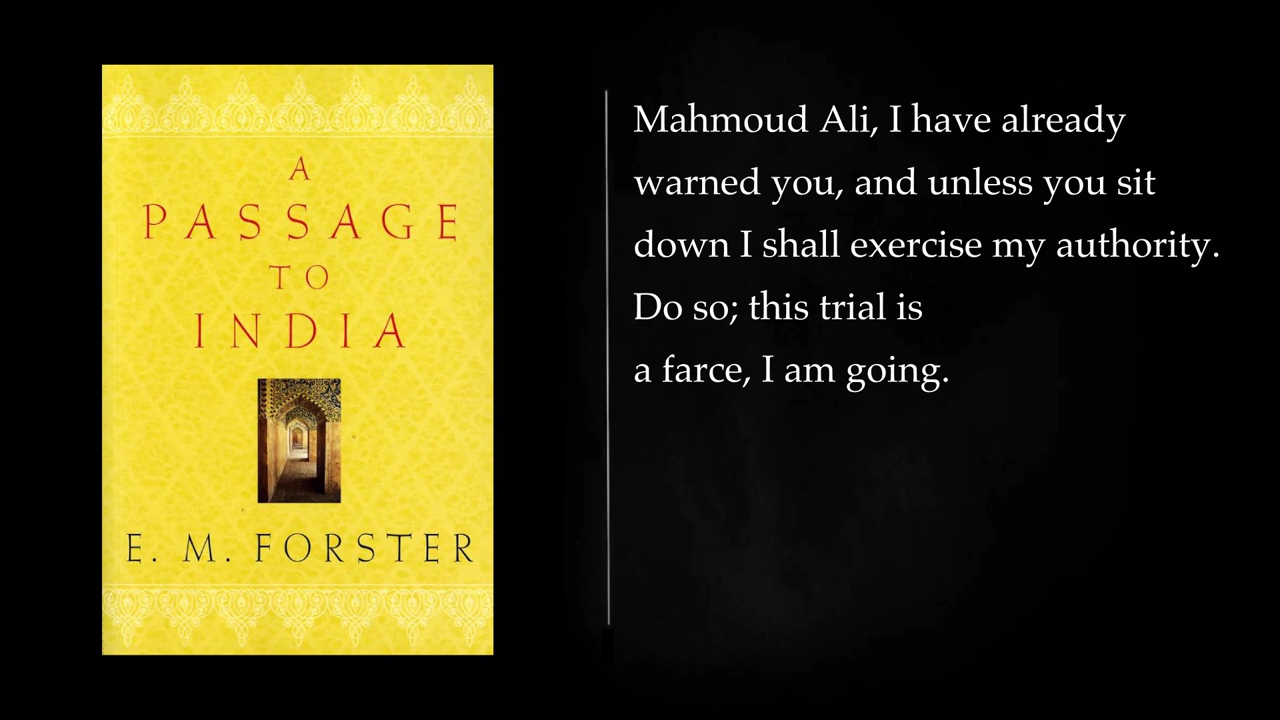 A
PASSAGE
TO
INDIA
E. M. FORSTER
Mahmoud Ali, I have already
warned you, and unless you sit
down I shall exercise my authority.
Do so; this trial is
a farce, I am going.